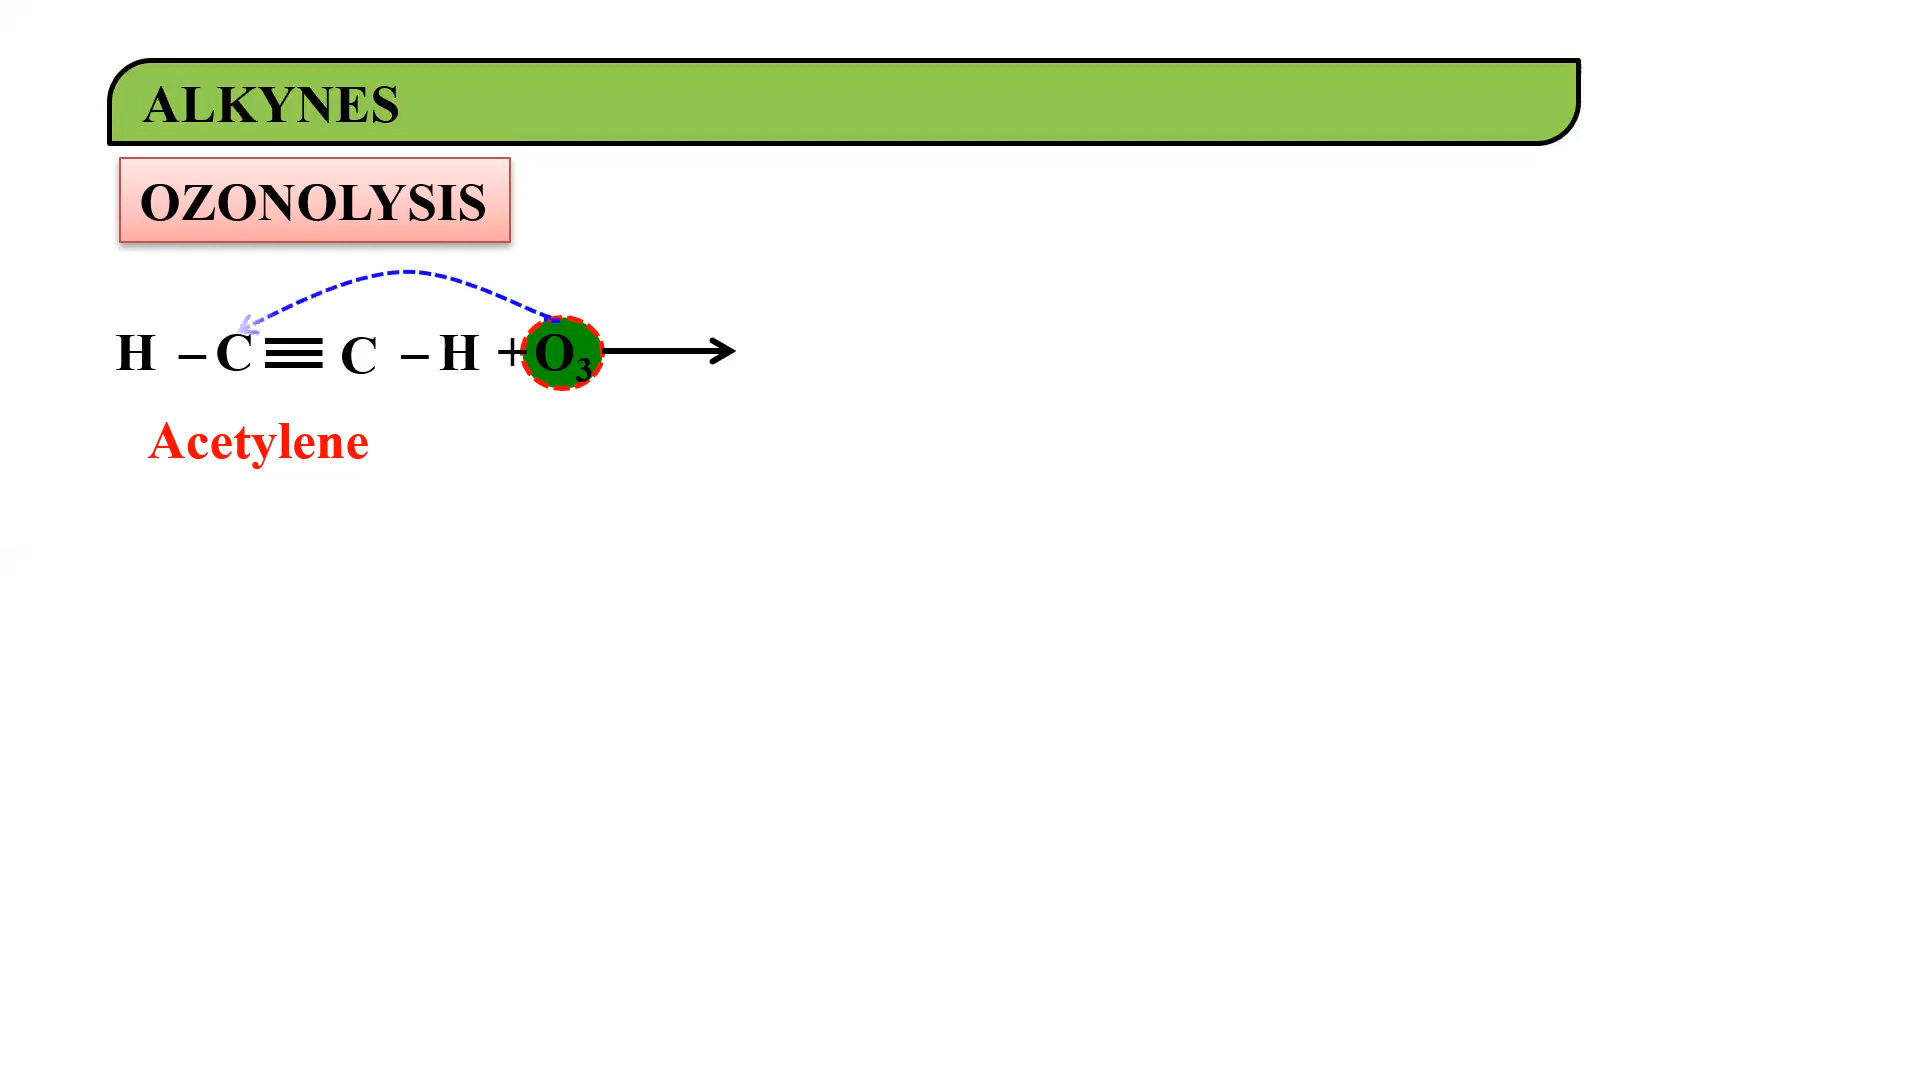 ALKYNES
OZONOLYSIS
H – C ≡ C – H + O₃ →
Acetylene